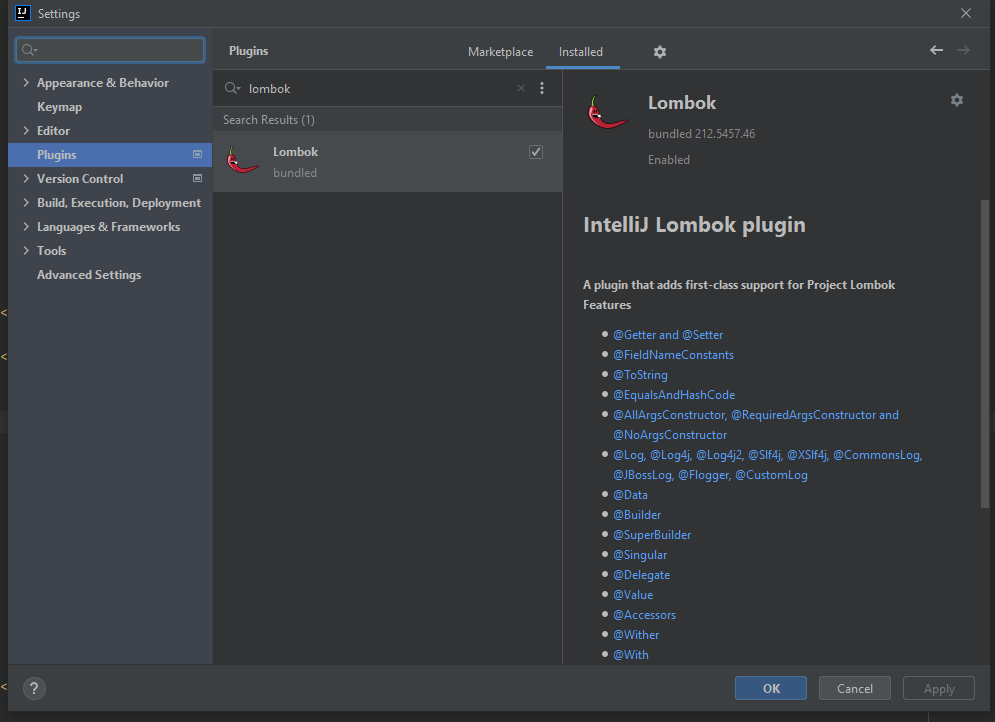 IJ
Settings
Appearance & Behavior
Keymap
Editor
Plugins
Version Control
Build, Execution, Deployment
Languages & Frameworks
Tools
Advanced Settings
Plugins
Marketplace
Installed
lombok
Search Results (1)
Lombok
bundled
Lombok
bundled 212.5457.46
Enabled
IntelliJ Lombok plugin
A plugin that adds first-class support for Project Lombok
Features
@Getter and @Setter
@FieldNameConstants
@ToString
@EqualsAndHashCode
@AllArgsConstructor, @RequiredArgsConstructor and
@NoArgsConstructor
@Log, @Log4j, @Log4j2, @Slf4j, @XSlf4j, @CommonsLog,
@JBossLog, @Flogger, @CustomLog
@Data
@Builder
@SuperBuilder
@Singular
@Delegate
@Value
@Accessors
@Wither
@With
<
<
<
?
OK
Cancel
Apply